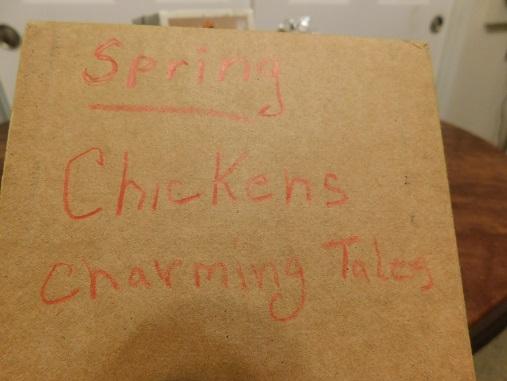 Spring
Chickens
Charming Tales